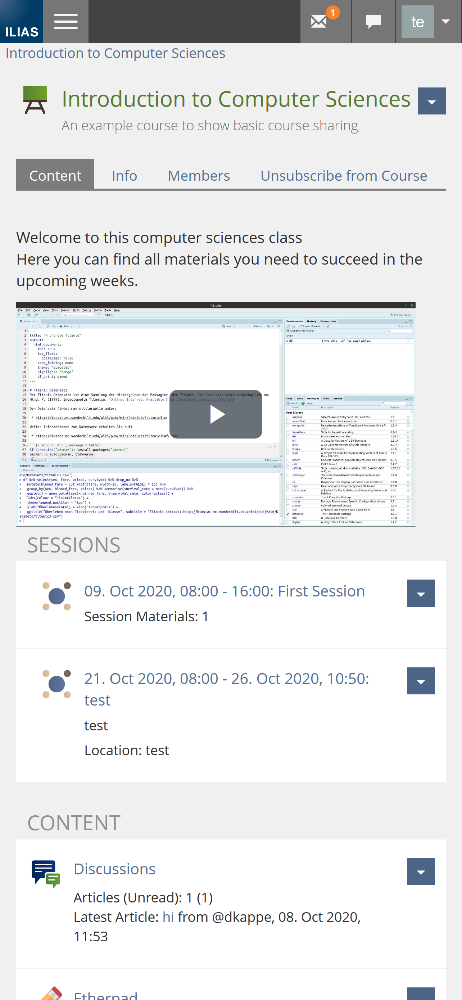 ILIAS
1
te
Introduction to Computer Sciences
Introduction to Computer Sciences
An example course to show basic course sharing
Content Info Members Unsubscribe from Course
Welcome to this computer sciences class
Here you can find all materials you need to succeed in the
upcoming weeks.
RStudio
File Edit Code View Plots Session Build Debug Profile Tools Help
Go to file/function Addins
Project: (None)
titanic.rmd
Knit Insert Run
1 ---
2 title: "R und die Titanic"
3 output:
4 html_document:
5 toc: true
6 toc_float:
7 collapsed: false
8 code_folding: none
9 theme: "spacelab"
10 highlight: "tango"
11 df_print: paged
12 ---
13
14 # Titanic Datensatz
15 Der Titanic Datensatz ist eine Sammlung der Hintergründe der Passagier der Titanic. Der Datensatz kommt ursprünglich aus
16 Hind, P. (1999). Encyclopedia Titanica. *Online. Internet. Available http://atschool.eduweb.co.uk/phind*
17
18 Den Datensatz findet man mittlerweile unter:
19
20 * http://biostat.mc.vanderbilt.edu/wiki/pub/Main/DataSets/titanic3.cs
21
22 Weiter Informationen zum Datensatz erhalten Sie auf:
23
24 * http://biostat.mc.vanderbilt.edu/wiki/pub/Main/DataSets/titanic3info.txt
25
26 ```{r echo = FALSE, message = FALSE}
27 if (!require("pacman")) install.packages("pacman")
28 pacman::p_load(pacman, tidyverse)
13:1 (Top Level) R Markdown
Console Terminal R Markdown
~/R/titanic/
ain/DataSets/titanic3.csv")
> df %>% select(sex, fare, pclass, survived) %>% drop_na %>%
+ mutate(binned_fare = cut_width(fare, width=15, labels=FALSE) * 15) %>%
+ group_by(sex, binned_fare, pclass) %>% summarise(survival_rate = mean(survived)) %>%
+ ggplot() + geom_point(aes(x=binned_fare, y=survival_rate, color=pclass)) +
+ labs(colour = "Ticketklasse") +
+ theme(legend.position = "top") +
+ ylab("Überlebensrate") + xlab("Ticketpreis") +
+ ggtitle("Überleben nach Ticketpreis und -klasse", subtitle = "Titanic dataset: http://biostat.mc.vanderbilt.edu/wiki/pub/Main/D
ataSets/titanic3.csv")
>
Environment History Connections
Import Dataset List
Global Environment
Data
df 1309 obs. of 14 variables
Files Plots Packages Help Viewer
Install Update
Name Description Version
User Library
askpass Safe Password Entry for R, Git, and SSH 1.0
assertthat Easy Pre and Post Assertions 0.2.1
backports Reimplementations of Functions Introduced Since R- 1.1.4
3.0.0
base64enc Tools for base64 encoding 0.1-3
BH Boost C++ Header Files 1.69.0-1
bit A Class for Vectors of 1-Bit Booleans 1.1-14
bit64 A S3 Class for Vectors of 64bit Integers 0.9-7
bitops Bitwise Operations 1.0-6
blob A Simple S3 Class for Representing Vectors of Binary 1.1.1
Data ('BLOBS')
broom Convert Statistical Analysis Objects into Tidy Tibbles 0.5.5
callr Call R from R 3.4.2
caTools Tools: moving window statistics, GIF, Base64, ROC 1.17.1.2
AUC, etc.
cellranger Translate Spreadsheet Cell Ranges to Rows and 1.1.0
Columns
cli Helpers for Developing Command Line Interfaces 1.1.0
clipr Read and Write from the System Clipboard 0.6.0
colorspace A Toolbox for Manipulating and Assessing Colors and 1.4-1
Palettes
compiler The R Compiler Package 3.6.1
config Manage Environment Specific Configuration Values 0.3
crayon Colored Terminal Output 1.3.4
curl A Modern and Flexible Web Client for R 3.3
datasets The R Datasets Package 3.6.1
DBI R Database Interface 1.0.0
dbplyr A 'dplyr' Back End for Databases 1.4.2
SESSIONS
09. Oct 2020, 08:00 - 16:00: First Session
Session Materials: 1
21. Oct 2020, 08:00 - 26. Oct 2020, 10:50:
test
test
Location: test
CONTENT
Discussions
Articles (Unread): 1 (1)
Latest Article: hi from @dkappe, 08. Oct 2020,
11:53
Etherpad